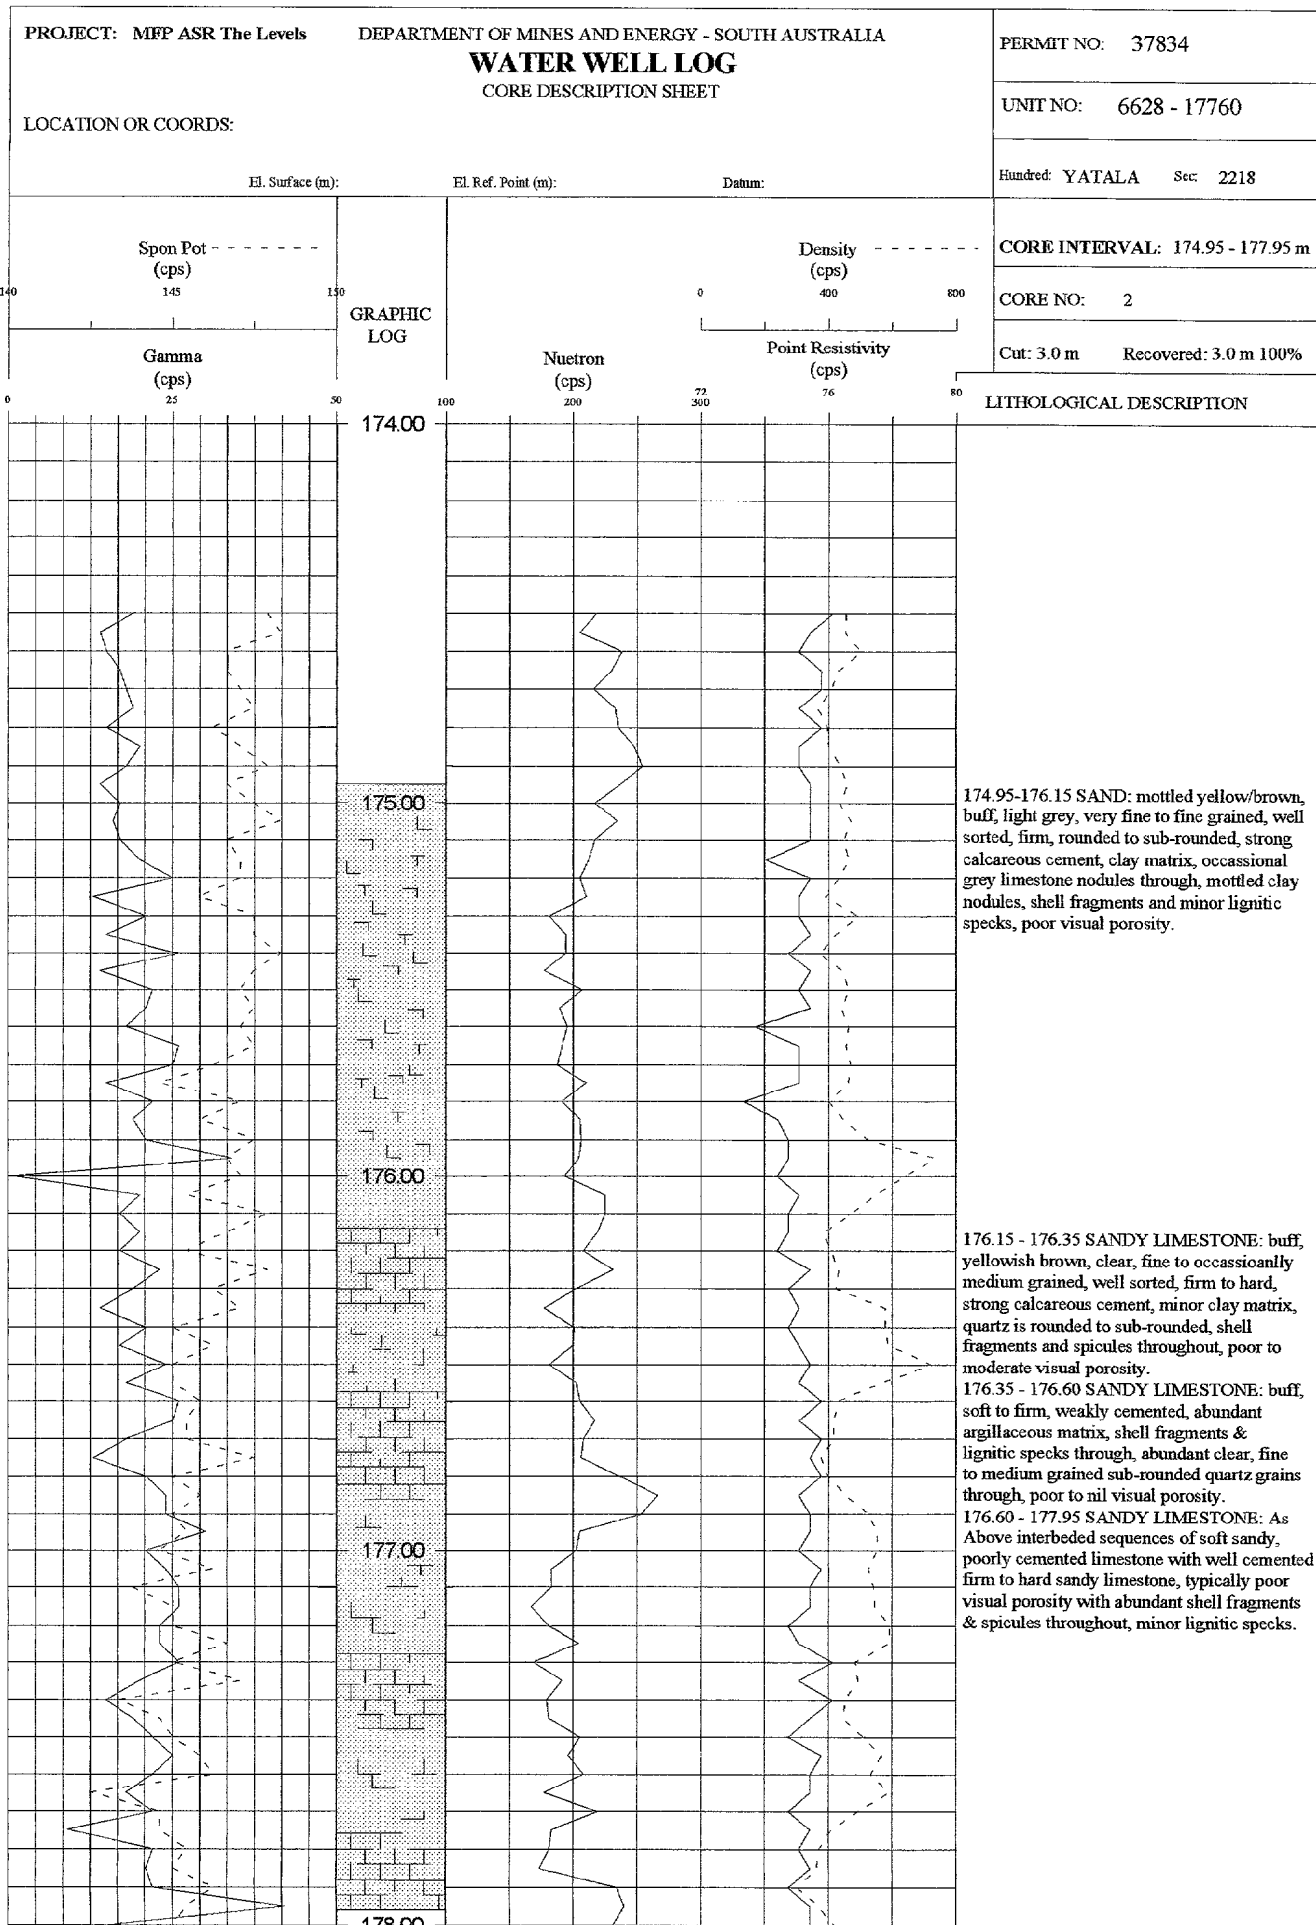 PROJECT: MFP ASR The Levels
DEPARTMENT OF MINES AND ENERGY - SOUTH AUSTRALIA
WATER WELL LOG
CORE DESCRIPTION SHEET
LOCATION OR COORDS:
El. Surface (m):
El. Ref. Point (m):
Datum:
PERMIT NO: 37834
UNIT NO: 6628 - 17760
Hundred: YATALA Sec: 2218
CORE INTERVAL: 174.95 - 177.95 m
CORE NO: 2
Cut: 3.0 m Recovered: 3.0 m 100%
LITHOLOGICAL DESCRIPTION
Spon Pot
(cps)
140 145 150
Gamma
(cps)
0 25 50
GRAPHIC
LOG
Nuetron
(cps)
100 200 300
Density
(cps)
0 400 800
Point Resistivity
(cps)
72 76 80
174.00
175.00
176.00
177.00
178.00
174.95-176.15 SAND: mottled yellow/brown,
buff, light grey, very fine to fine grained, well
sorted, firm, rounded to sub-rounded, strong
calcareous cement, clay matrix, occassional
grey limestone nodules through, mottled clay
nodules, shell fragments and minor lignitic
specks, poor visual porosity.
176.15 - 176.35 SANDY LIMESTONE: buff,
yellowish brown, clear, fine to occassioanlly
medium grained, well sorted, firm to hard,
strong calcareous cement, minor clay matrix,
quartz is rounded to sub-rounded, shell
fragments and spicules throughout, poor to
moderate visual porosity.
176.35 - 176.60 SANDY LIMESTONE: buff,
soft to firm, weakly cemented, abundant
argillaceous matrix, shell fragments &
lignitic specks through, abundant clear, fine
to medium grained sub-rounded quartz grains
through, poor to nil visual porosity.
176.60 - 177.95 SANDY LIMESTONE: As
Above interbeded sequences of soft sandy,
poorly cemented limestone with well cemented
firm to hard sandy limestone, typically poor
visual porosity with abundant shell fragments
& spicules throughout, minor lignitic specks.